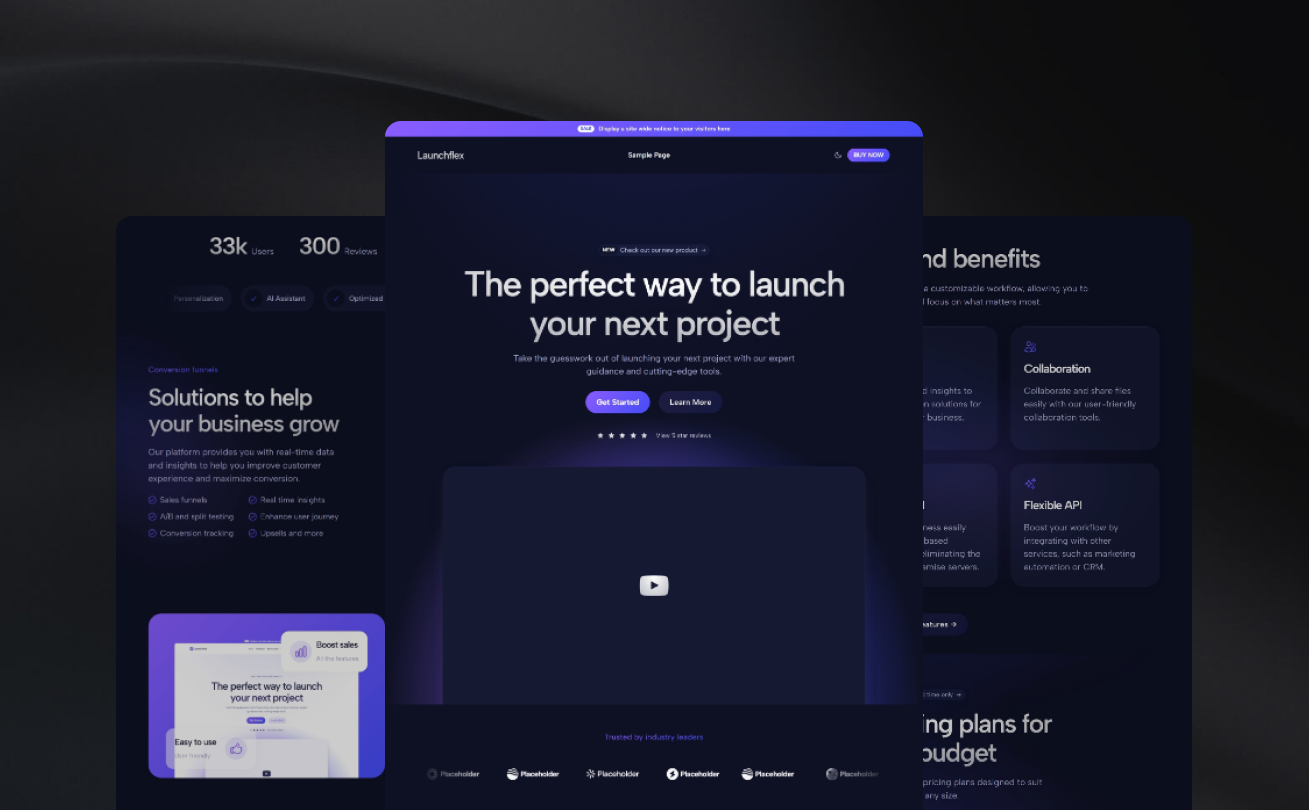 SALE Display a site wide notice to your visitors here
Launchflex
Sample Page
BUY NOW
NEW Check out our new product →
The perfect way to launch
your next project
Take the guesswork out of launching your next project with our expert
guidance and cutting-edge tools.
Get Started
Learn More
★ ★ ★ ★ ★ View 5 star reviews
Trusted by industry leaders
Placeholder
Placeholder
Placeholder
Placeholder
Placeholder
Placeholder
33k Users
300 Reviews
Personalization
AI Assistant
Optimized
Conversion funnels
Solutions to help
your business grow
Our platform provides you with real-time data
and insights to help you improve customer
experience and maximize conversion.
Sales funnels
Real time insights
A/B and split testing
Enhance user journey
Conversion tracking
Upsells and more
Boost sales
All the features
The perfect way to launch
your next project
Easy to use
User friendly
nd benefits
a customizable workflow, allowing you to
focus on what matters most.
insights to
solutions for
business.
Collaboration
Collaborate and share files
easily with our user-friendly
collaboration tools.
ness easily
based
eliminating the
emise servers.
Flexible API
Boost your workflow by
integrating with other
services, such as marketing
automation or CRM.
eatures →
time only →
ing plans for
budget
pricing plans designed to suit
any size.